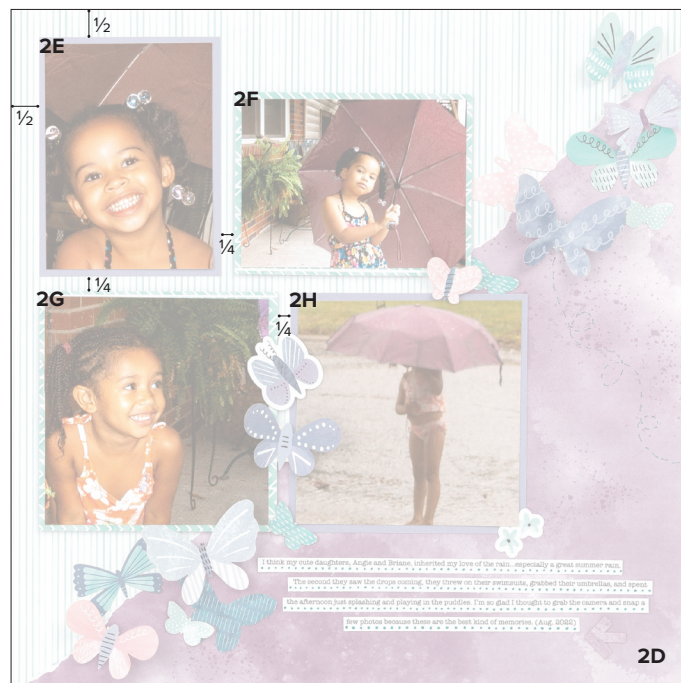 ½
2E
½
2F
¼
¼
2G
2H
¼
I think my cute daughters, Angie and Briane, inherited my love of the rain...especially a great summer rain.
The second they saw the drops coming, they threw on their swimsuits, grabbed their umbrellas, and spent
the afternoon just splashing and playing in the puddles. I'm so glad I thought to grab the camera and snap a
few photos because these are the best kind of memories. (Aug. 2022)
2D